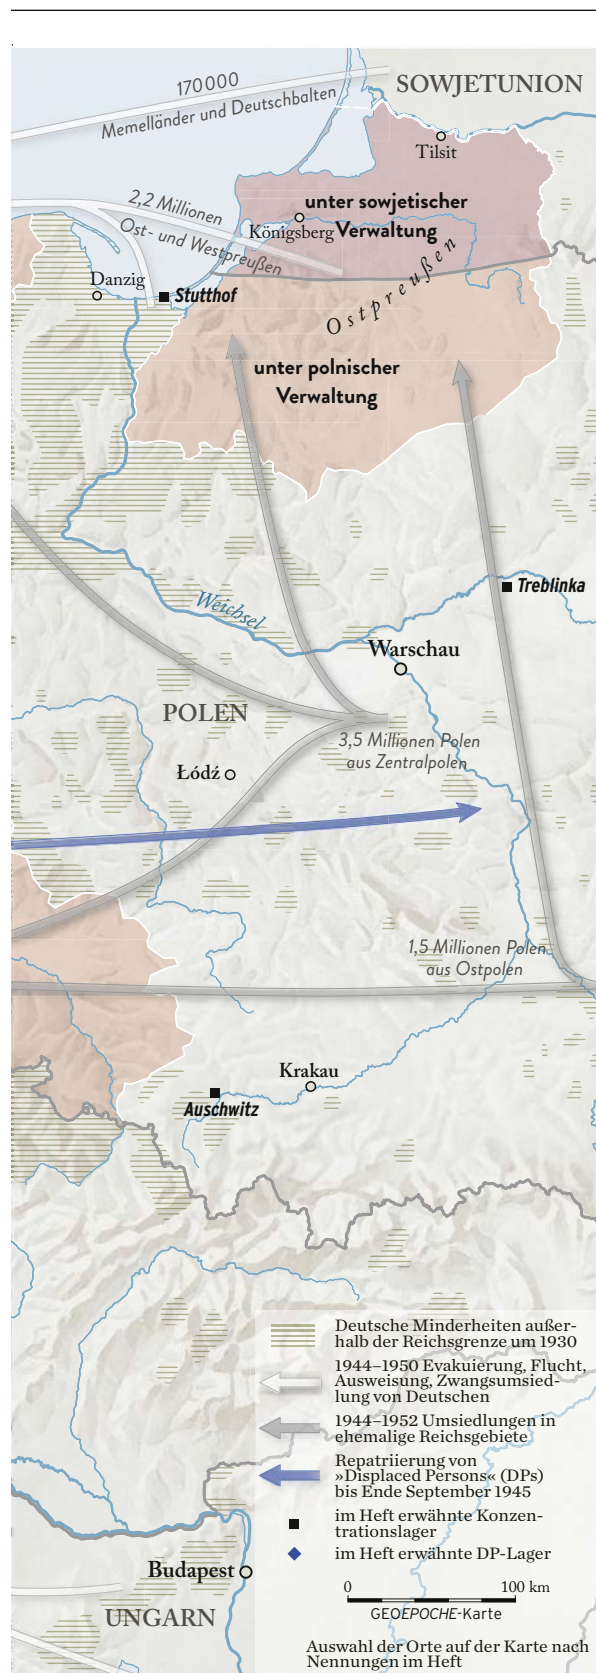 170 000
Memelländer und Deutschbalten
SOWJETUNION
Tilsit
2,2 Millionen
Ost- und Westpreußen
unter sowjetischer
Verwaltung
Königsberg
Danzig
Stutthof
Ostpreußen
unter polnischer
Verwaltung
Treblinka
Weichsel
Warschau
POLEN
3,5 Millionen Polen
aus Zentralpolen
Łódź
1,5 Millionen Polen
aus Ostpolen
Krakau
Auschwitz
Deutsche Minderheiten außer-
halb der Reichsgrenze um 1930
1944–1950 Evakuierung, Flucht,
Ausweisung, Zwangsumsied-
lung von Deutschen
1944–1952 Umsiedlungen in
ehemalige Reichsgebiete
Repatriierung von
»Displaced Persons« (DPs)
bis Ende September 1945
im Heft erwähnte Konzen-
trationslager
im Heft erwähnte DP-Lager
Budapest
UNGARN
0 100 km
GEOEPOCHE-Karte
Auswahl der Orte auf der Karte nach
Nennungen im Heft